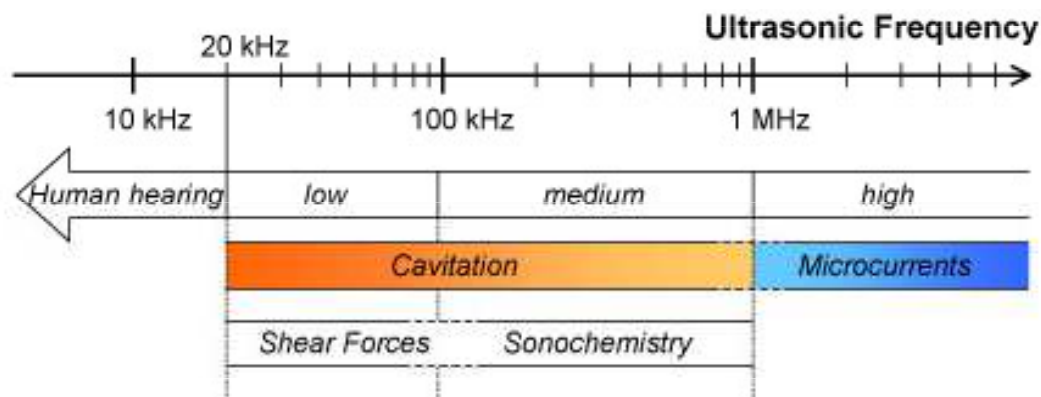 Ultrasonic Frequency
20 kHz
10 kHz 100 kHz 1 MHz
Human hearing low medium high
Cavitation Microcurrents
Shear Forces Sonochemistry